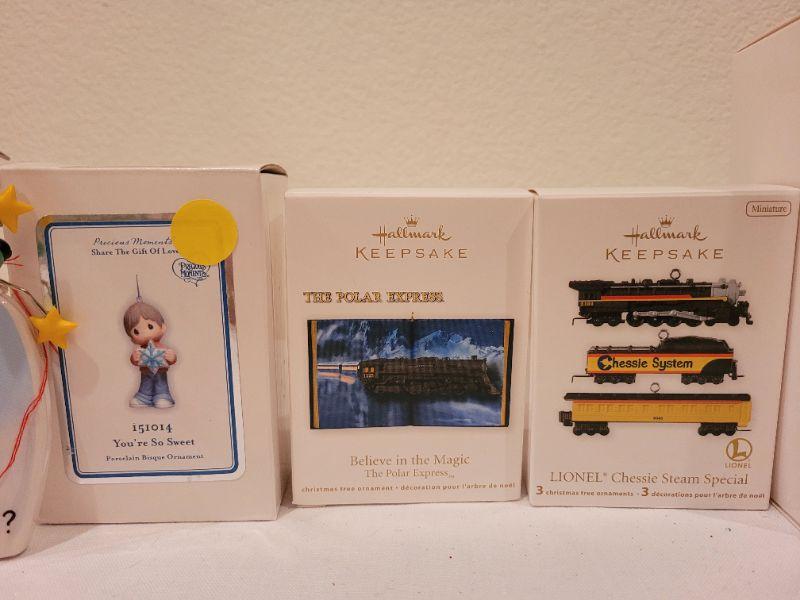 Precious Moments
Share The Gift Of Love
PRECIOUS MOMENTS
i51014
You're So Sweet
Porcelain Bisque Ornament
?
Hallmark
KEEPSAKE
THE POLAR EXPRESS
Believe in the Magic
The Polar Express™
christmas tree ornament • décoration pour l'arbre de noël
Miniature
Hallmark
KEEPSAKE
Chessie System
LIONEL
LIONEL® Chessie Steam Special
3 christmas tree ornaments • 3 décorations pour l'arbre de noël